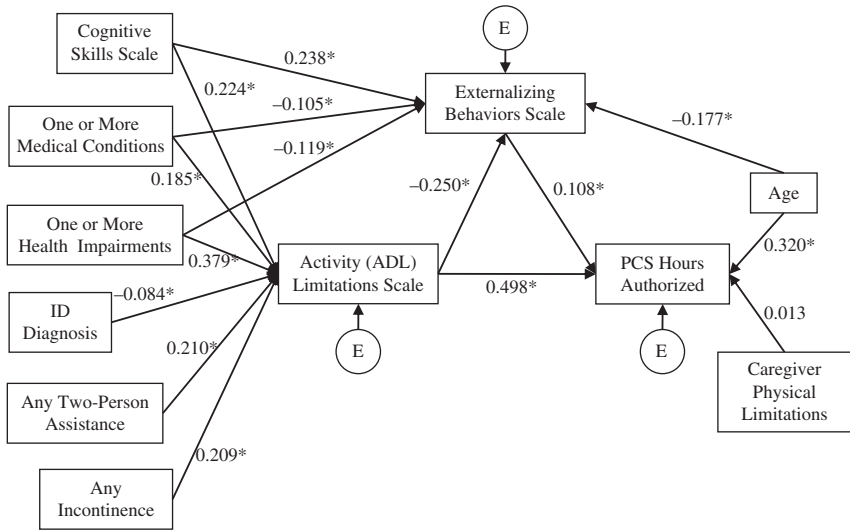 Cognitive
Skills Scale
One or More
Medical Conditions
One or More
Health Impairments
ID
Diagnosis
Any Two-Person
Assistance
Any
Incontinence
0.238*
0.224*
–0.105*
–0.119*
0.185*
0.379*
–0.084*
0.210*
0.209*
E
Externalizing
Behaviors Scale
–0.177*
Age
–0.250*
0.108*
0.320*
Activity (ADL)
Limitations Scale
0.498*
PCS Hours
Authorized
0.013
E
E
Caregiver
Physical
Limitations